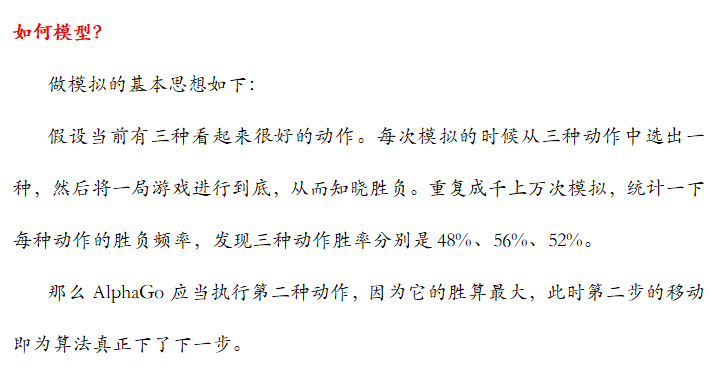 如何模型？
做模拟的基本思想如下：
假设当前有三种看起来很好的动作。每次模拟的时候从三种动作中选出一
种，然后将一局游戏进行到底，从而知晓胜负。重复成千上万次模拟，统计一下
每种动作的胜负频率，发现三种动作胜率分别是 48%、56%、52%。
那么 AlphaGo 应当执行第二种动作，因为它的胜算最大，此时第二步的移动
即为算法真正下了下一步。